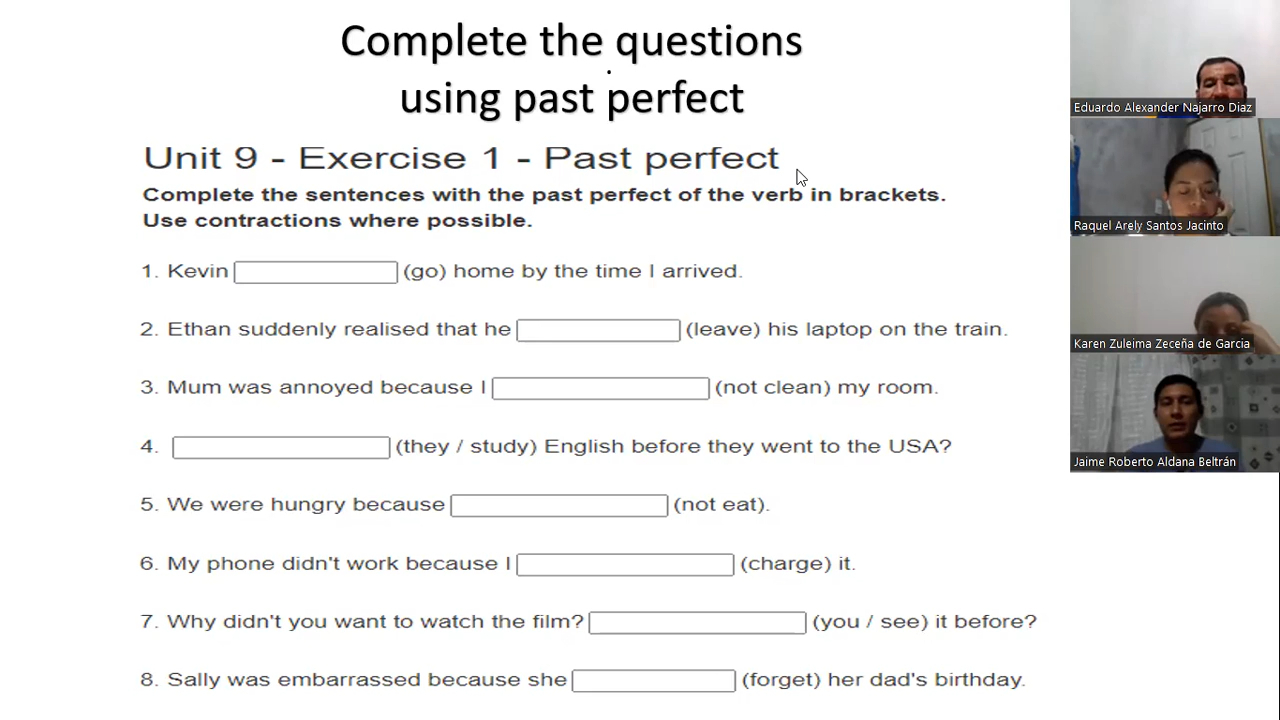 Complete the questions
using past perfect
Unit 9 - Exercise 1 - Past perfect
Complete the sentences with the past perfect of the verb in brackets.
Use contractions where possible.
1. Kevin (go) home by the time I arrived.
2. Ethan suddenly realised that he (leave) his laptop on the train.
3. Mum was annoyed because I (not clean) my room.
4. (they / study) English before they went to the USA?
5. We were hungry because (not eat).
6. My phone didn't work because I (charge) it.
7. Why didn't you want to watch the film? (you / see) it before?
8. Sally was embarrassed because she (forget) her dad's birthday.
Eduardo Alexander Najarro Diaz
Raquel Arely Santos Jacinto
Karen Zuleima Zeceña de Garcia
Jaime Roberto Aldana Beltrán